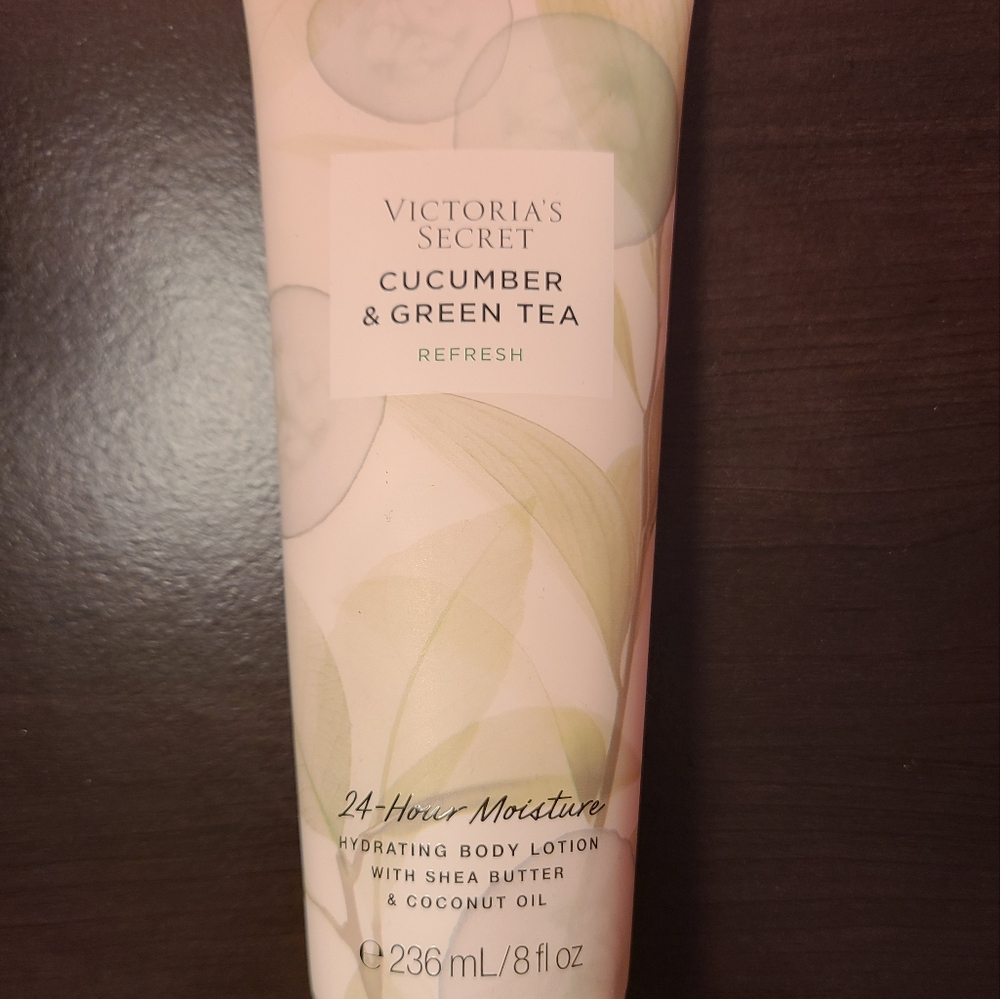 VICTORIA'S
SECRET
CUCUMBER
& GREEN TEA
REFRESH
24-Hour Moisture
HYDRATING BODY LOTION
WITH SHEA BUTTER
& COCONUT OIL
℮ 236 mL/8 fl oz